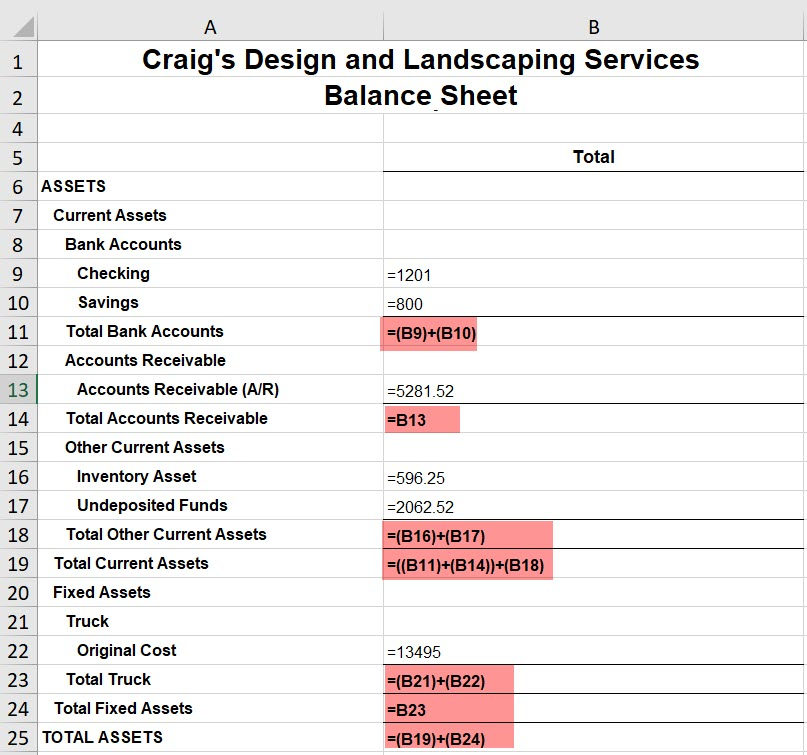 A B
1 Craig's Design and Landscaping Services
2 Balance Sheet
4
5 Total
6 ASSETS
7 Current Assets
8 Bank Accounts
9 Checking =1201
10 Savings =800
11 Total Bank Accounts =(B9)+(B10)
12 Accounts Receivable
13 Accounts Receivable (A/R) =5281.52
14 Total Accounts Receivable =B13
15 Other Current Assets
16 Inventory Asset =596.25
17 Undeposited Funds =2062.52
18 Total Other Current Assets =(B16)+(B17)
19 Total Current Assets =((B11)+(B14))+(B18)
20 Fixed Assets
21 Truck
22 Original Cost =13495
23 Total Truck =(B21)+(B22)
24 Total Fixed Assets =B23
25 TOTAL ASSETS =(B19)+(B24)